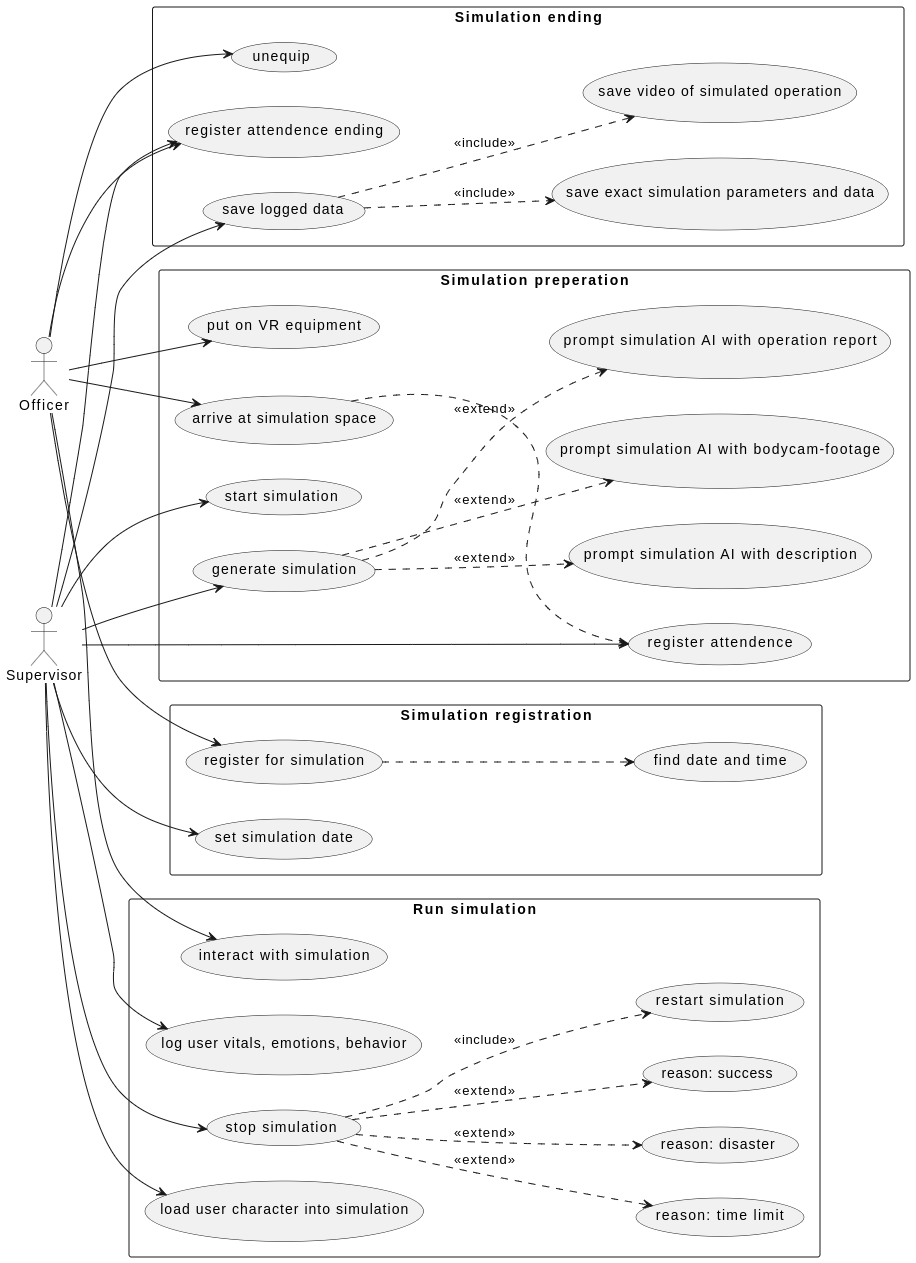 Simulation ending
unequip
save video of simulated operation
register attendence ending
«include»
save exact simulation parameters and data
«include»
save logged data
Simulation preperation
put on VR equipment
prompt simulation AI with operation report
Officer
«extend»
arrive at simulation space
prompt simulation AI with bodycam-footage
start simulation
«extend»
prompt simulation AI with description
«extend»
generate simulation
register attendence
Supervisor
Simulation registration
register for simulation
find date and time
set simulation date
Run simulation
interact with simulation
restart simulation
«include»
log user vitals, emotions, behavior
reason: success
«extend»
stop simulation
«extend»
reason: disaster
«extend»
load user character into simulation
reason: time limit